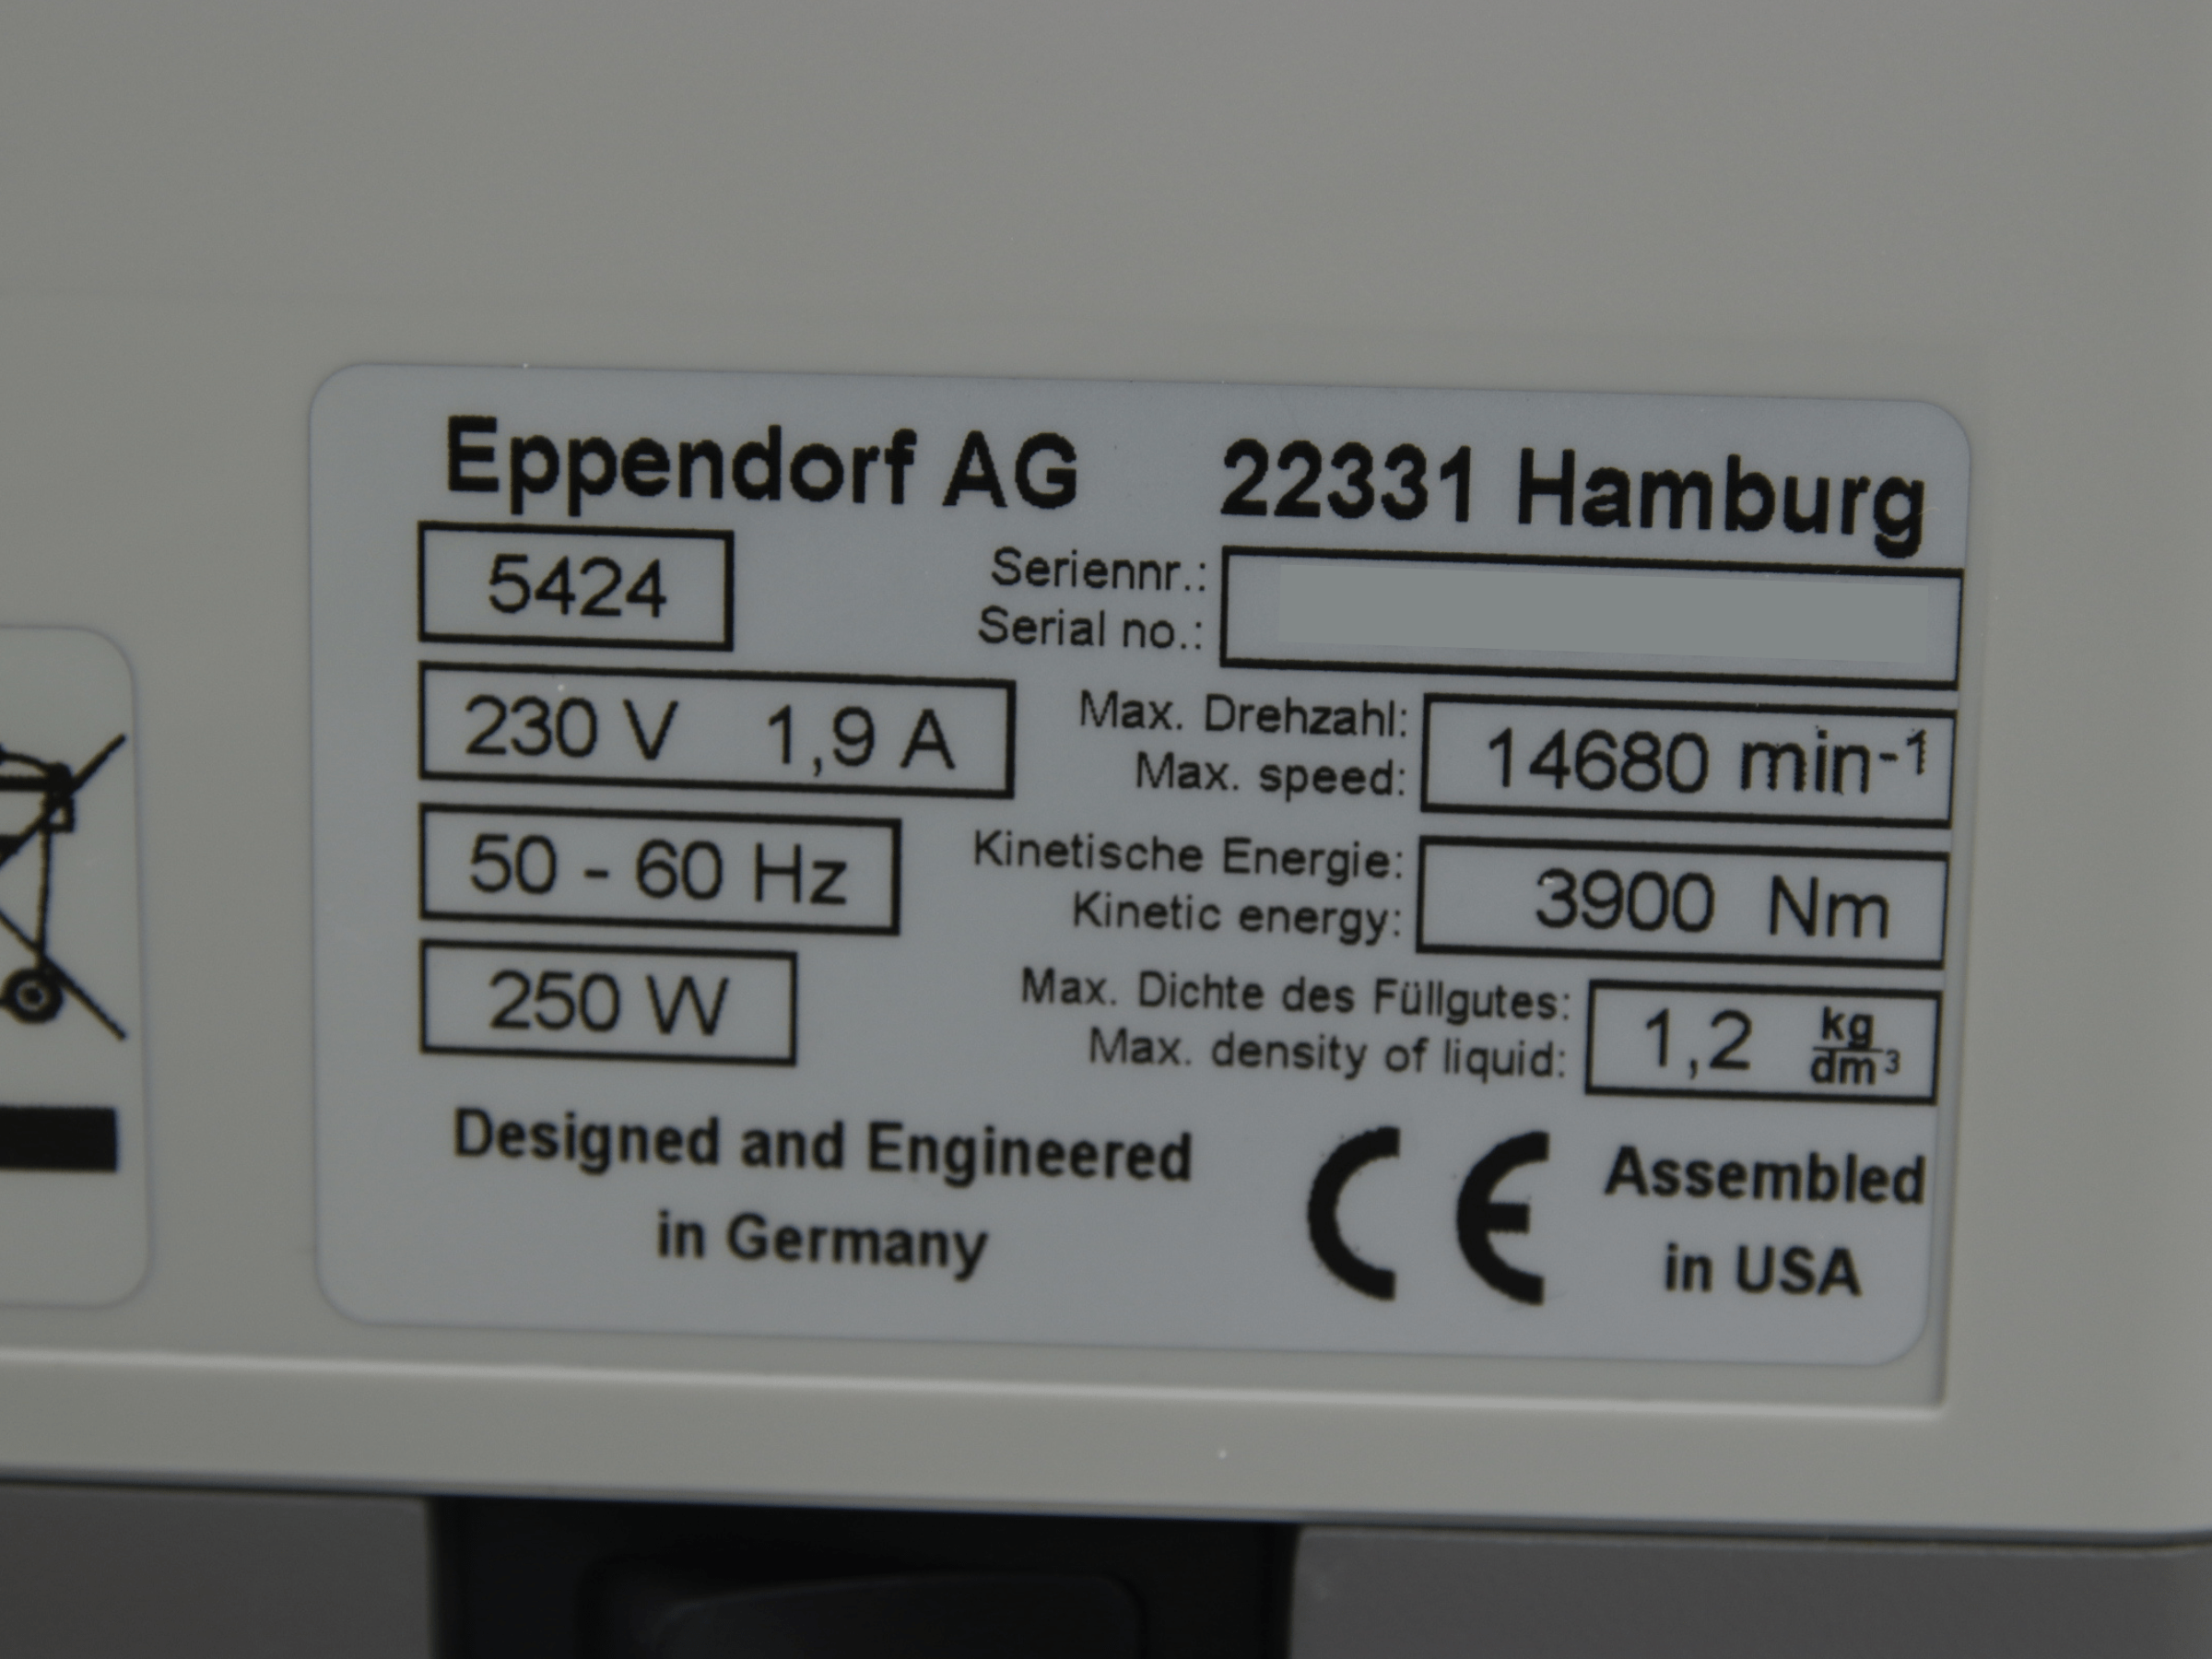 Eppendorf AG 22331 Hamburg
5424
Seriennr.:
Serial no.:
230 V 1,9 A
Max. Drehzahl:
Max. speed:
14680 min-¹
50 - 60 Hz
Kinetische Energie:
Kinetic energy:
3900 Nm
250 W
Max. Dichte des Füllgutes:
Max. density of liquid:
1,2 kg/dm³
Designed and Engineered
in Germany
CE
Assembled
in USA